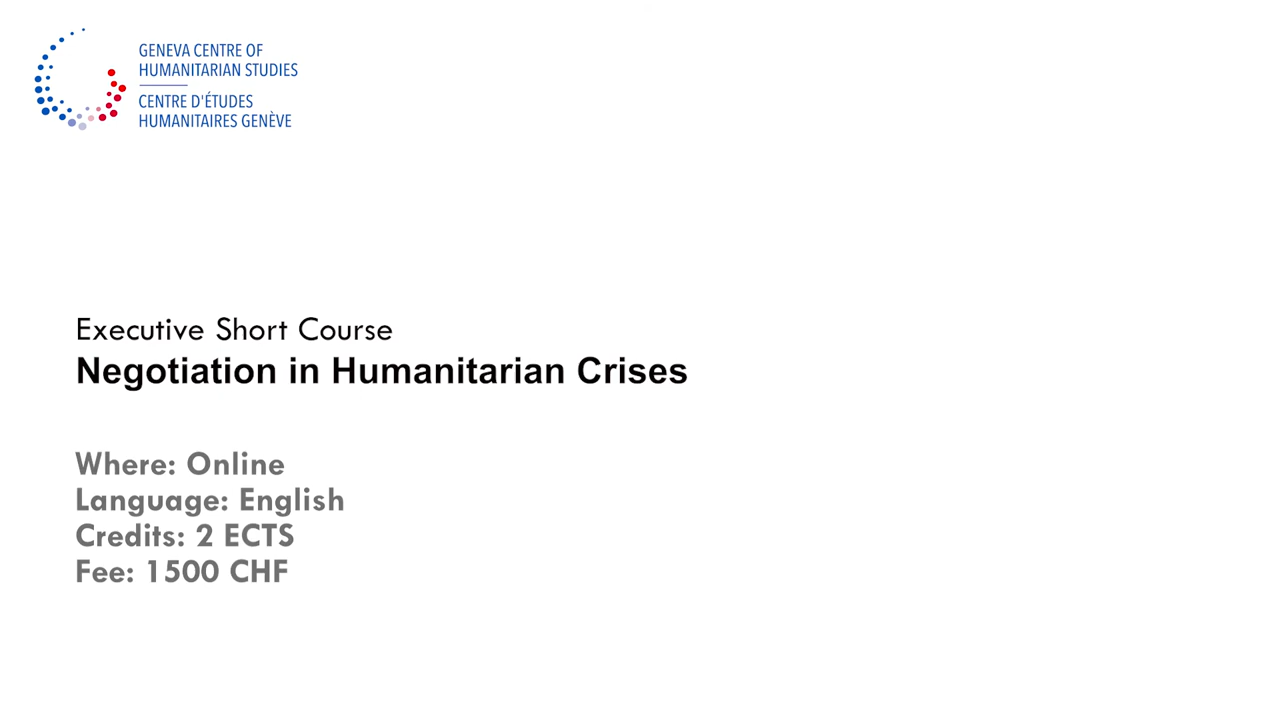 GENEVA CENTRE OF
HUMANITARIAN STUDIES
CENTRE D'ÉTUDES
HUMANITAIRES GENÈVE
Executive Short Course
Negotiation in Humanitarian Crises
Where: Online
Language: English
Credits: 2 ECTS
Fee: 1500 CHF